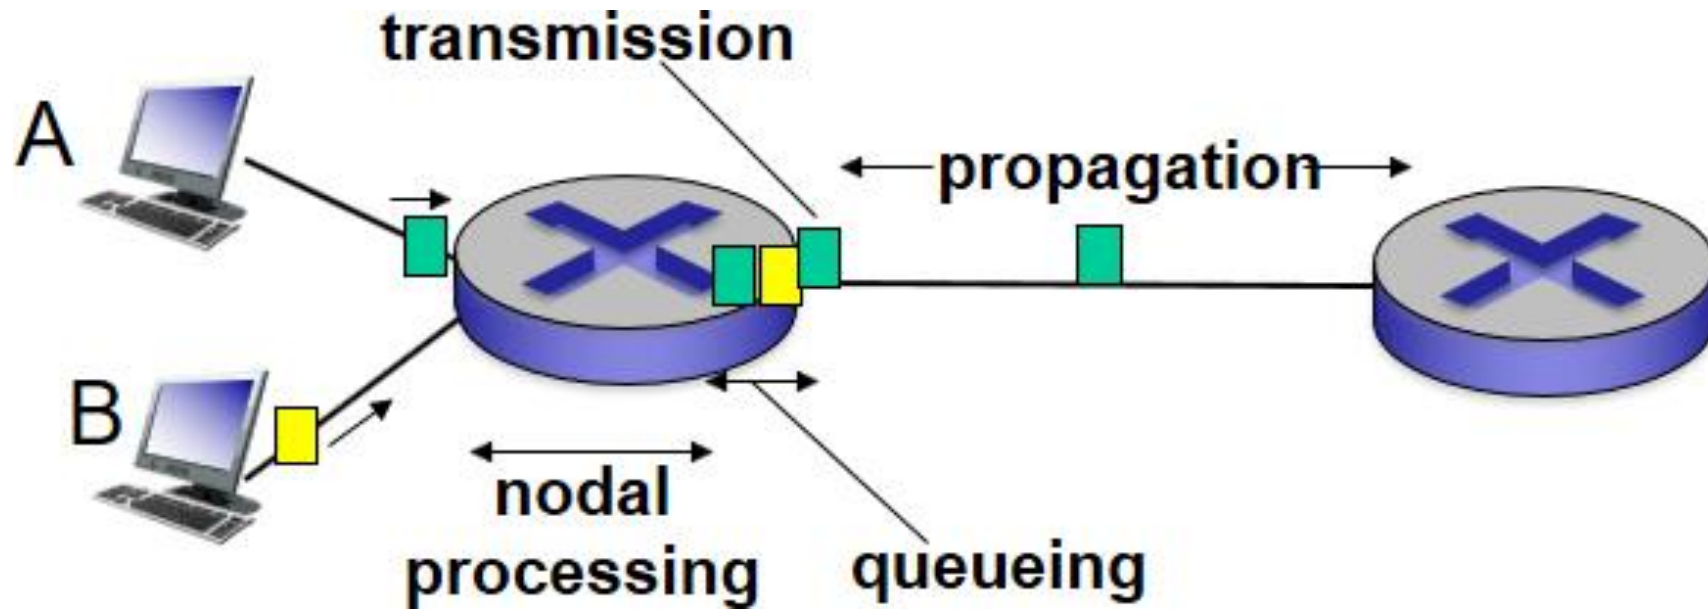 transmission
A
propagation
B
nodal
processing
queueing